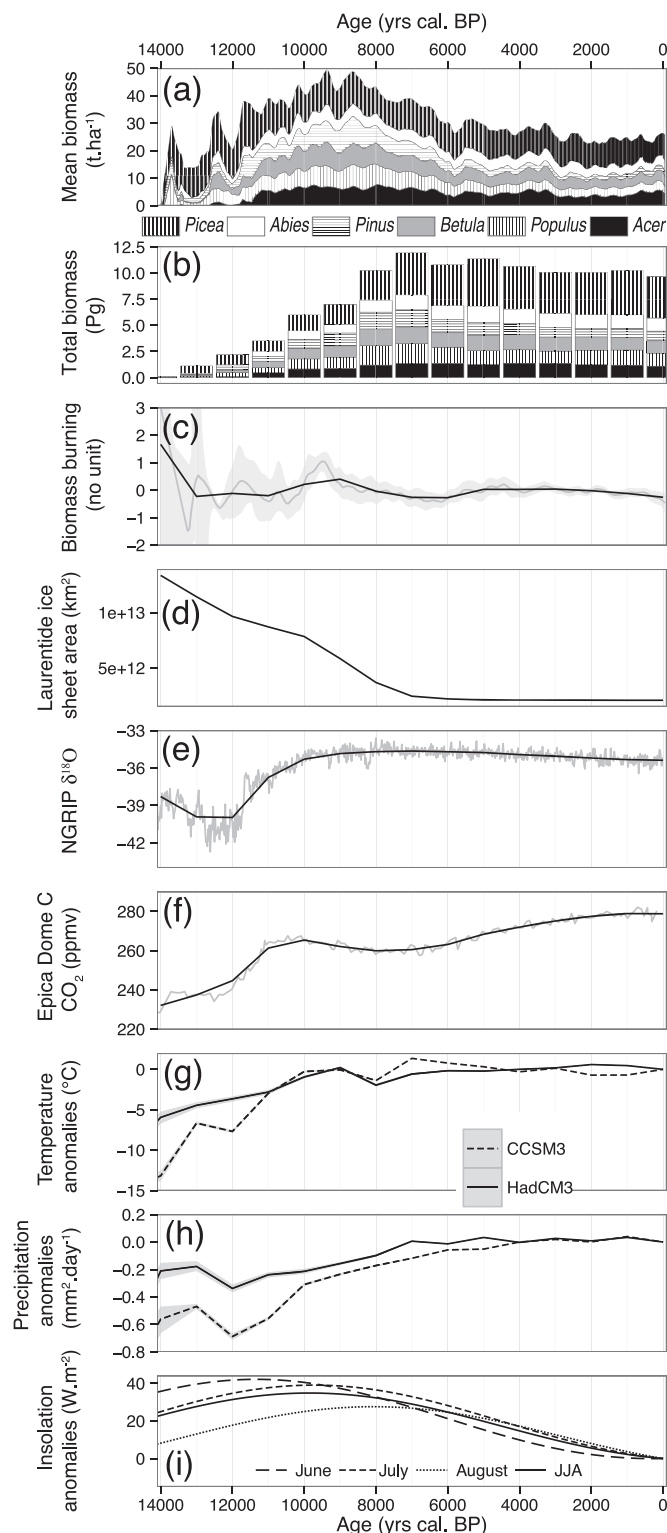 Age (yrs cal. BP)
14000 12000 10000 8000 6000 4000 2000 0
(a)
Mean biomass
(t.ha⁻¹)
50
40
30
20
10
0
Picea Abies Pinus Betula Populus Acer
(b)
Total biomass
(Pg)
12.5
10.0
7.5
5.0
2.5
0.0
(c)
Biomass burning
(no unit)
3
2
1
0
−1
−2
(d)
Laurentide ice
sheet area (km²)
1e+13
5e+12
(e)
NGRIP δ¹⁸O
−33
−36
−39
−42
(f)
Epica Dome C
CO₂ (ppmv)
280
260
240
220
(g)
Temperature
anomalies (°C)
0
−5
−10
−15
CCSM3
HadCM3
(h)
Precipitation
anomalies
(mm².day⁻¹)
0.2
0.0
−0.2
−0.4
−0.6
−0.8
Insolation
anomalies (W.m⁻²)
40
20
0
(i)
June July August JJA
14000 12000 10000 8000 6000 4000 2000 0
Age (yrs cal. BP)